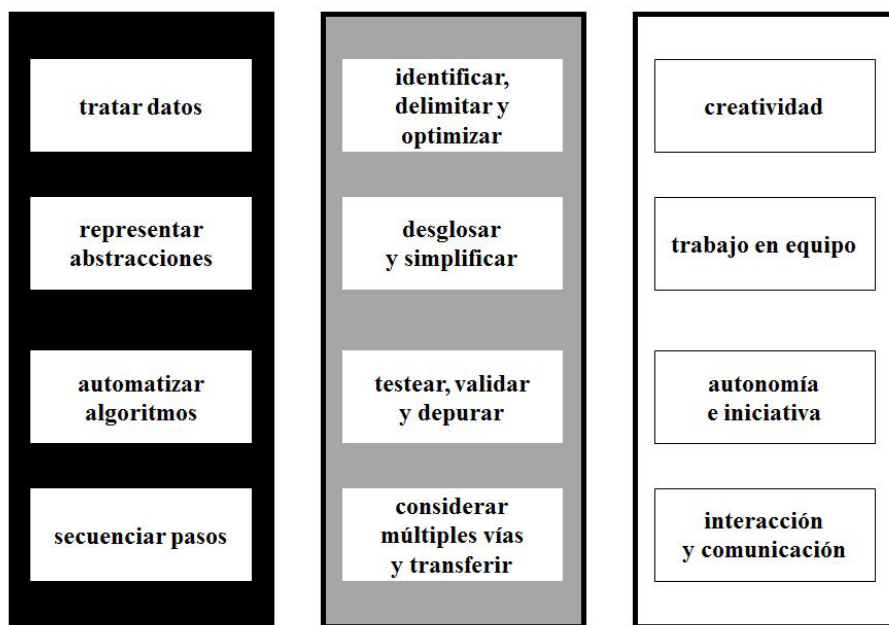 tratar datos
representar
abstracciones
automatizar
algoritmos
secuenciar pasos
identificar,
delimitar y
optimizar
desglosar
y simplificar
testear, validar
y depurar
considerar
múltiples vías
y transferir
creatividad
trabajo en equipo
autonomía
e iniciativa
interacción
y comunicación